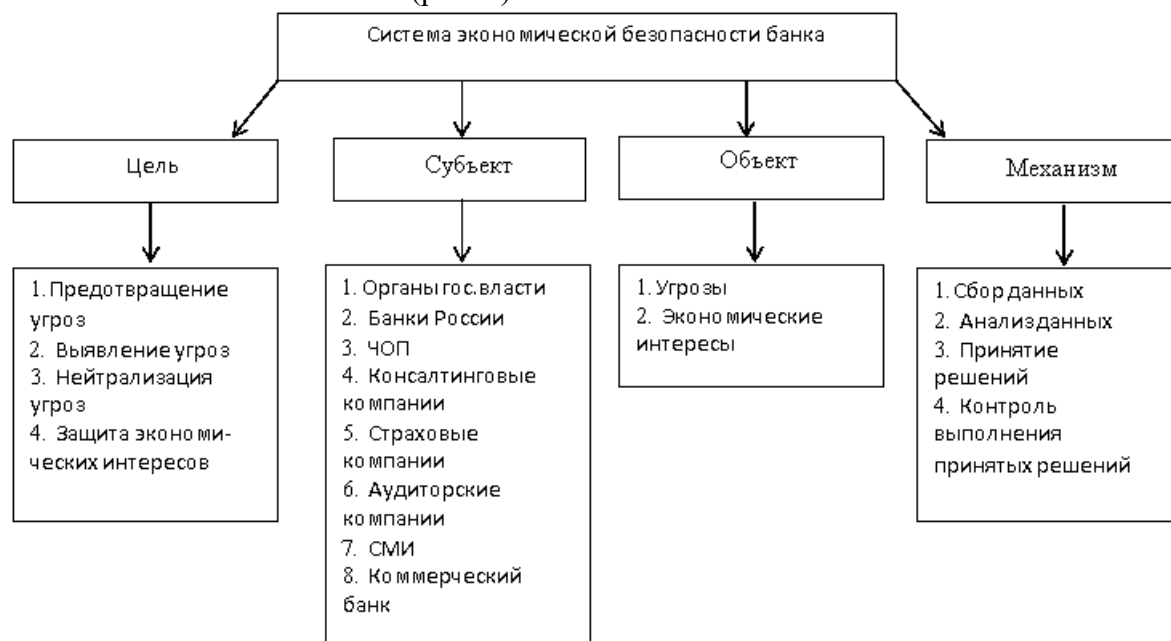 Система экономической безопасности банка
Цель
Субъект
Объект
Механизм
1. Предотвращение
угроз
2. Выявление угроз
3. Нейтрализация
угроз
4. Защита экономи-
ческих интересов
1. Органы гос.власти
2. Банки России
3. ЧОП
4. Консалтинговые
компании
5. Страховые
компании
6. Аудиторские
компании
7. СМИ
8. Коммерческий
банк
1. Угрозы
2. Экономические
интересы
1. Сбор данных
2. Анализ данных
3. Принятие
решений
4. Контроль
выполнения
принятых решений